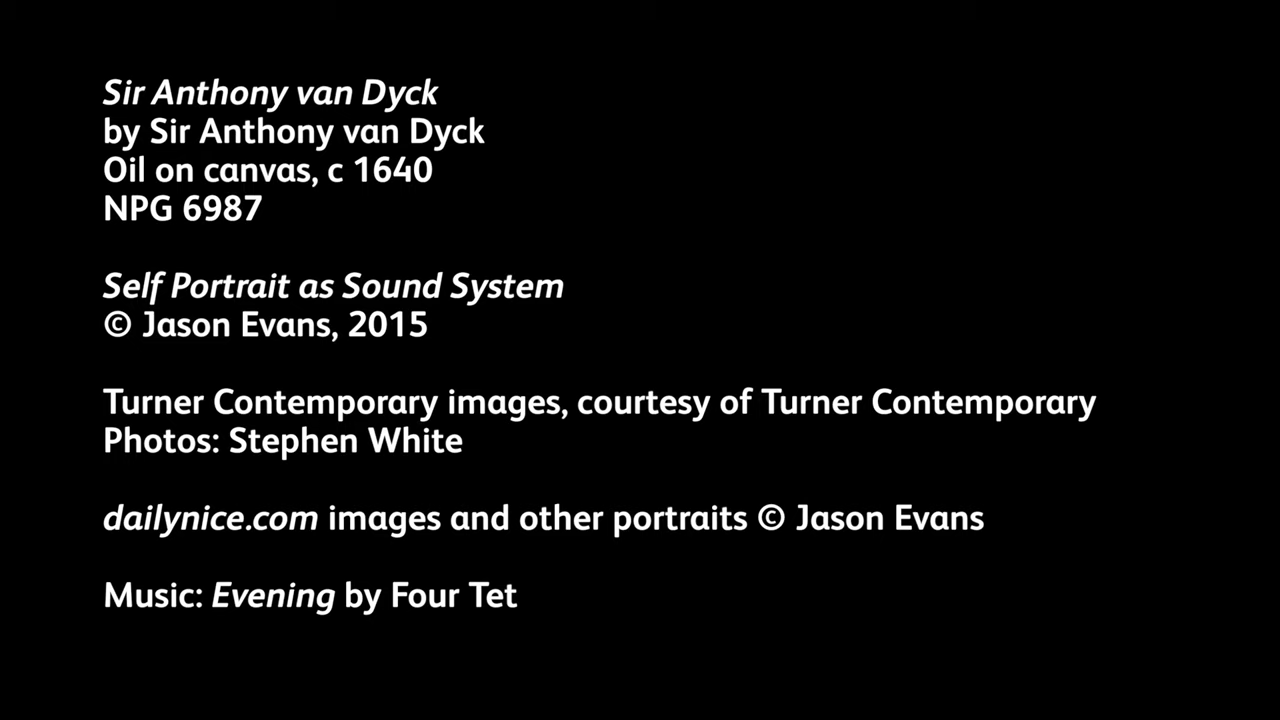 Sir Anthony van Dyck
by Sir Anthony van Dyck
Oil on canvas, c 1640
NPG 6987
Self Portrait as Sound System
© Jason Evans, 2015
Turner Contemporary images, courtesy of Turner Contemporary
Photos: Stephen White
dailynice.com images and other portraits © Jason Evans
Music: Evening by Four Tet